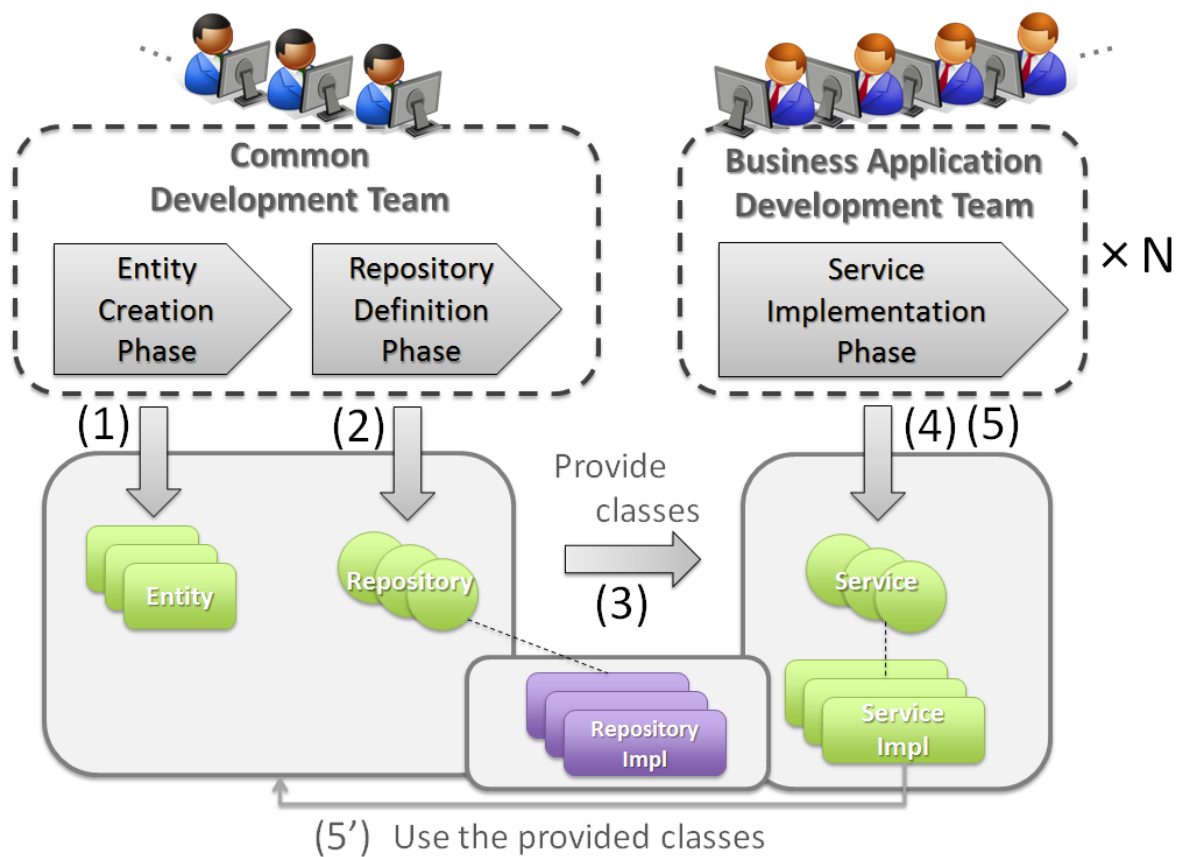 Common
Development Team
Business Application
Development Team
Entity
Creation
Phase
Repository
Definition
Phase
Service
Implementation
Phase
× N
(1)
(2)
(4) (5)
Provide
classes
(3)
Entity
Repository
Service
Repository
Impl
Service
Impl
(5’) Use the provided classes